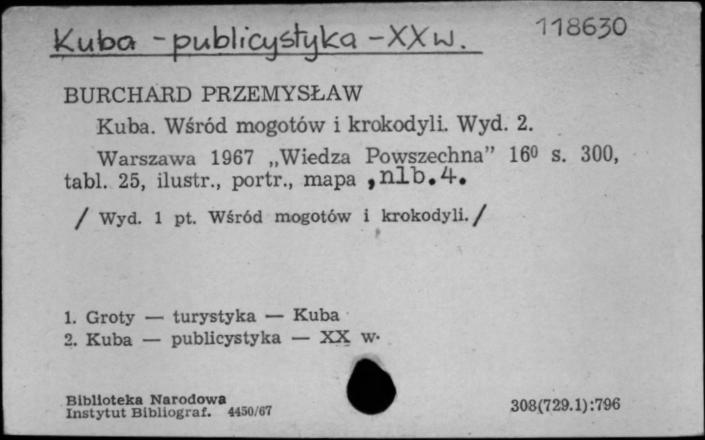 Kuba - publicystyka - XX w.
118630
BURCHARD PRZEMYSŁAW
Kuba. Wśród mogotów i krokodyli. Wyd. 2.
Warszawa 1967 „Wiedza Powszechna” 16⁰ s. 300,
tabl. 25, ilustr., portr., mapa , nlb. 4.
/ Wyd. 1 pt. Wśród mogotów i krokodyli. /
1. Groty — turystyka — Kuba
2. Kuba — publicystyka — XX w.
Biblioteka Narodowa
Instytut Bibliograf. 4450/67
308(729.1):796